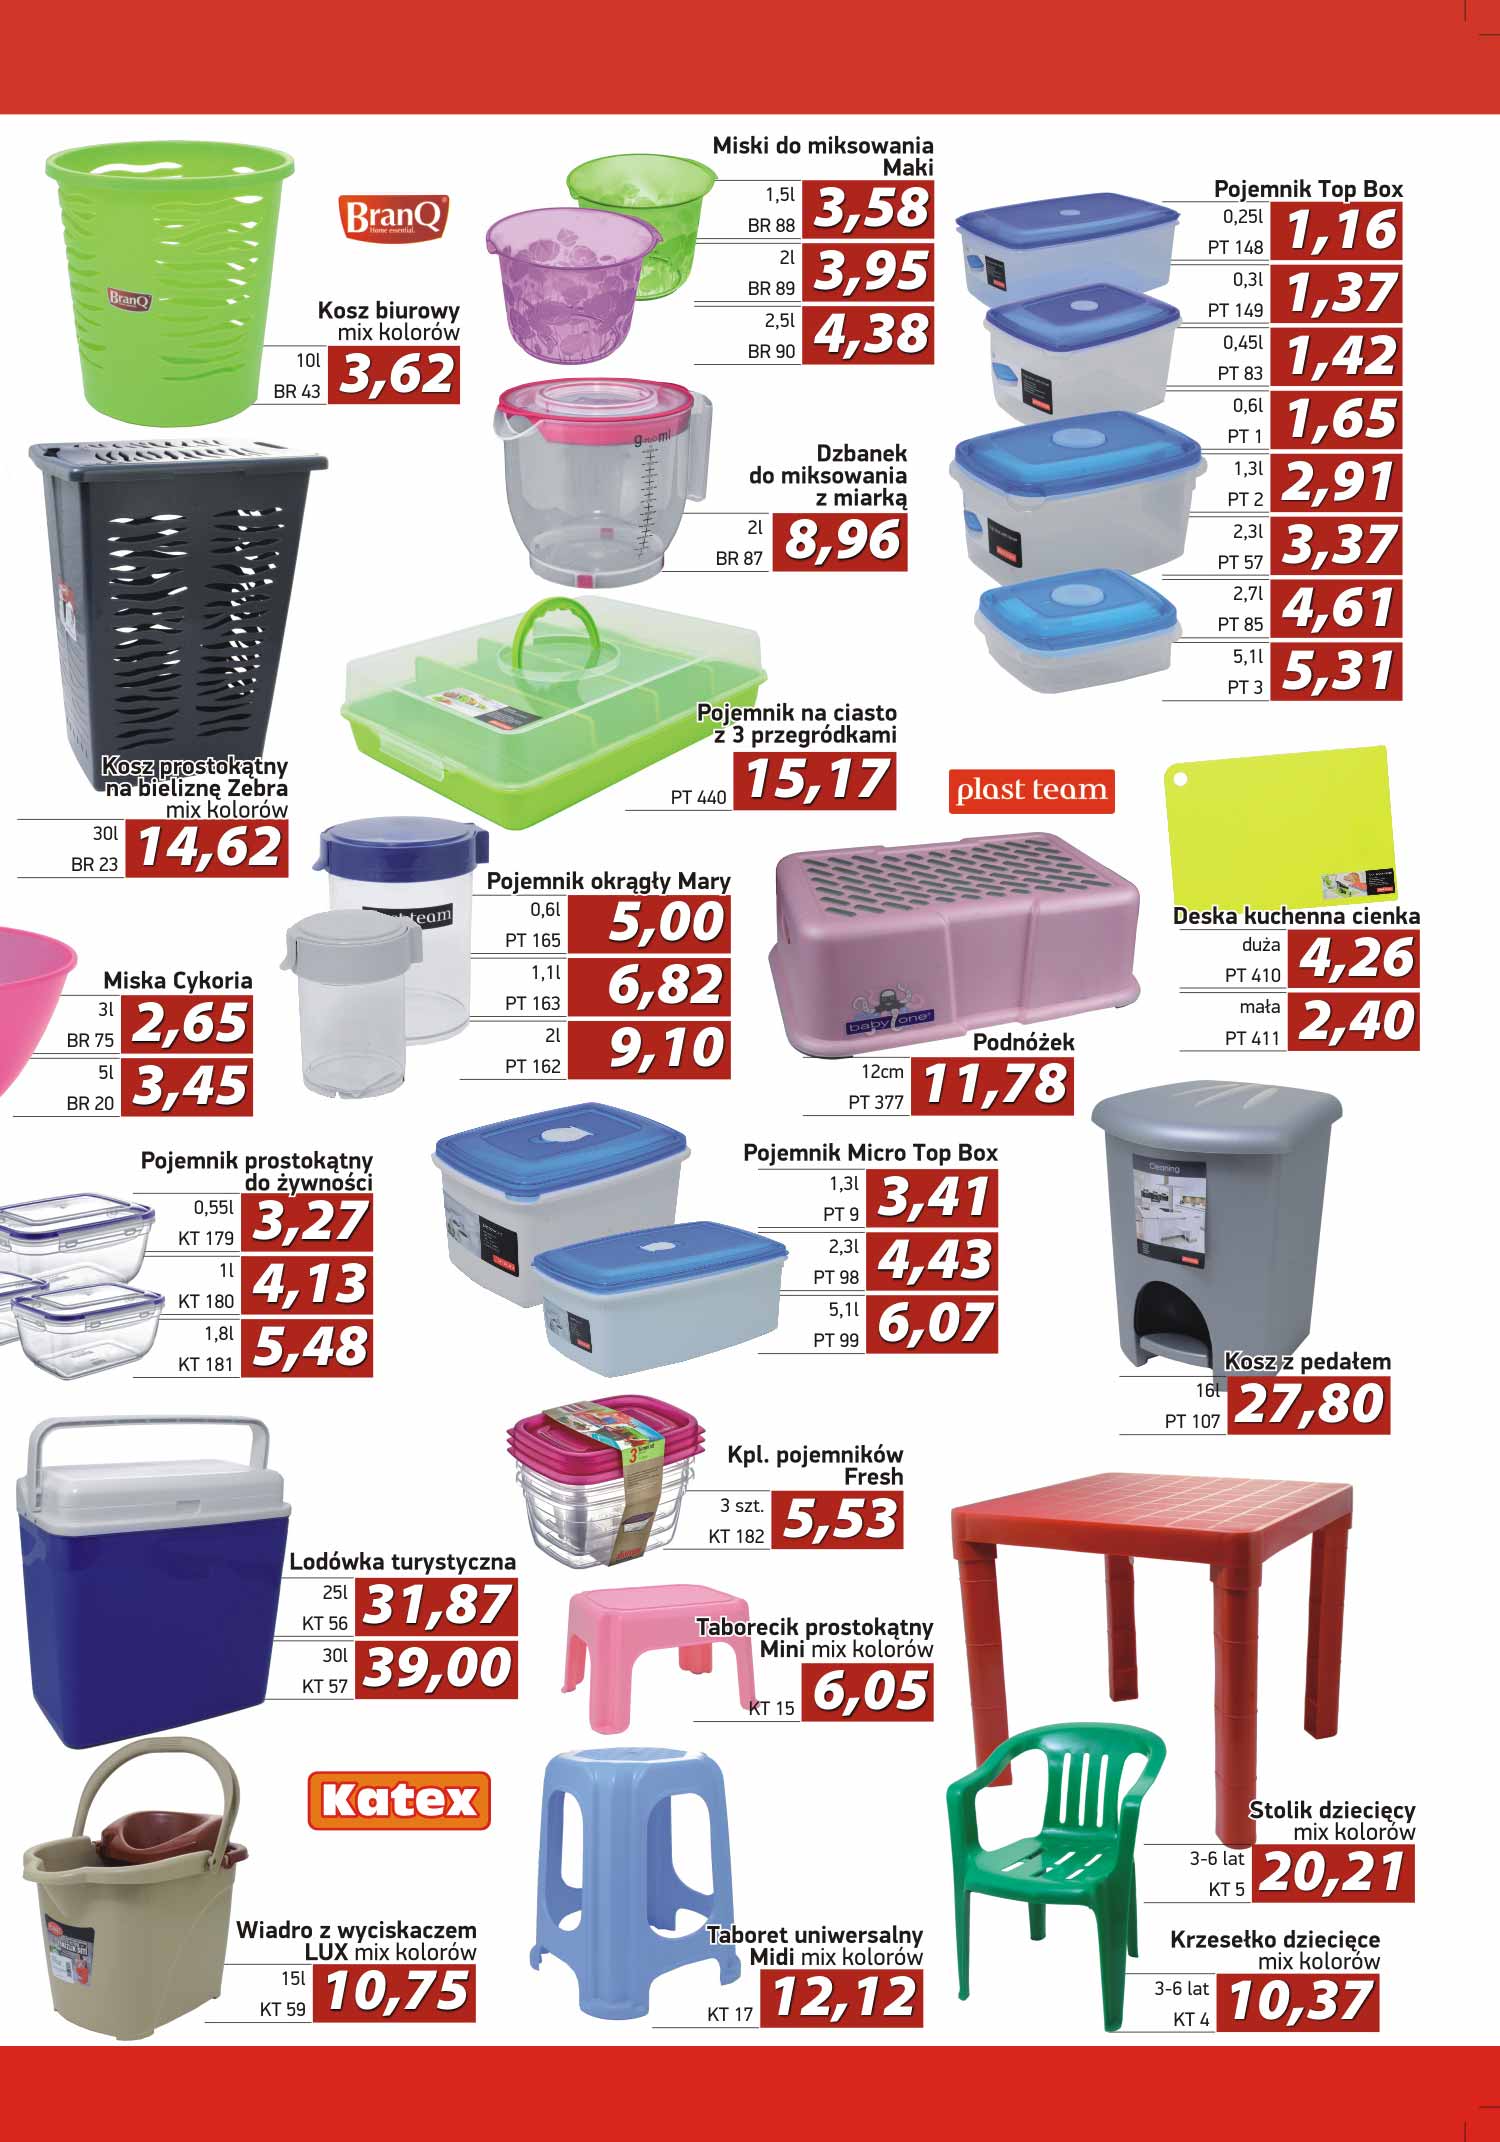 BranQ
Home essential.
BranQ
Kosz biurowy
mix kolorów
10l
BR 43
3,62
Miski do miksowania
Maki
1,5l
BR 88
3,58
2l
BR 89
3,95
2,5l
BR 90
4,38
Pojemnik Top Box
0,25l
PT 148
1,16
0,3l
PT 149
1,37
0,45l
PT 83
1,42
0,6l
PT 1
1,65
1,3l
PT 2
2,91
2,3l
PT 57
3,37
2,7l
PT 85
4,61
5,1l
PT 3
5,31
g ml
Dzbanek
do miksowania
z miarką
2l
BR 87
8,96
Kosz prostokątny
na bieliznę Zebra
mix kolorów
30l
BR 23
14,62
Pojemnik na ciasto
z 3 przegródkami
PT 440
15,17
plast team
Deska kuchenna cienka
duża
PT 410
4,26
mała
PT 411
2,40
Pojemnik okrągły Mary
0,6l
PT 165
5,00
1,1l
PT 163
6,82
2l
PT 162
9,10
Miska Cykoria
3l
BR 75
2,65
5l
BR 20
3,45
Podnóżek
12cm
PT 377
11,78
Pojemnik prostokątny
do żywności
0,55l
KT 179
3,27
1l
KT 180
4,13
1,8l
KT 181
5,48
Pojemnik Micro Top Box
1,3l
PT 9
3,41
2,3l
PT 98
4,43
5,1l
PT 99
6,07
Cleaning
Kosz z pedałem
16l
PT 107
27,80
Kpl. pojemników
Fresh
3 szt.
KT 182
5,53
Lodówka turystyczna
25l
KT 56
31,87
30l
KT 57
39,00
Taborecik prostokątny
Mini mix kolorów
KT 15
6,05
Katex
Wiadro z wyciskaczem
LUX mix kolorów
15l
KT 59
10,75
Taboret uniwersalny
Midi mix kolorów
KT 17
12,12
Stolik dziecięcy
mix kolorów
3-6 lat
KT 5
20,21
Krzesełko dziecięce
mix kolorów
3-6 lat
KT 4
10,37